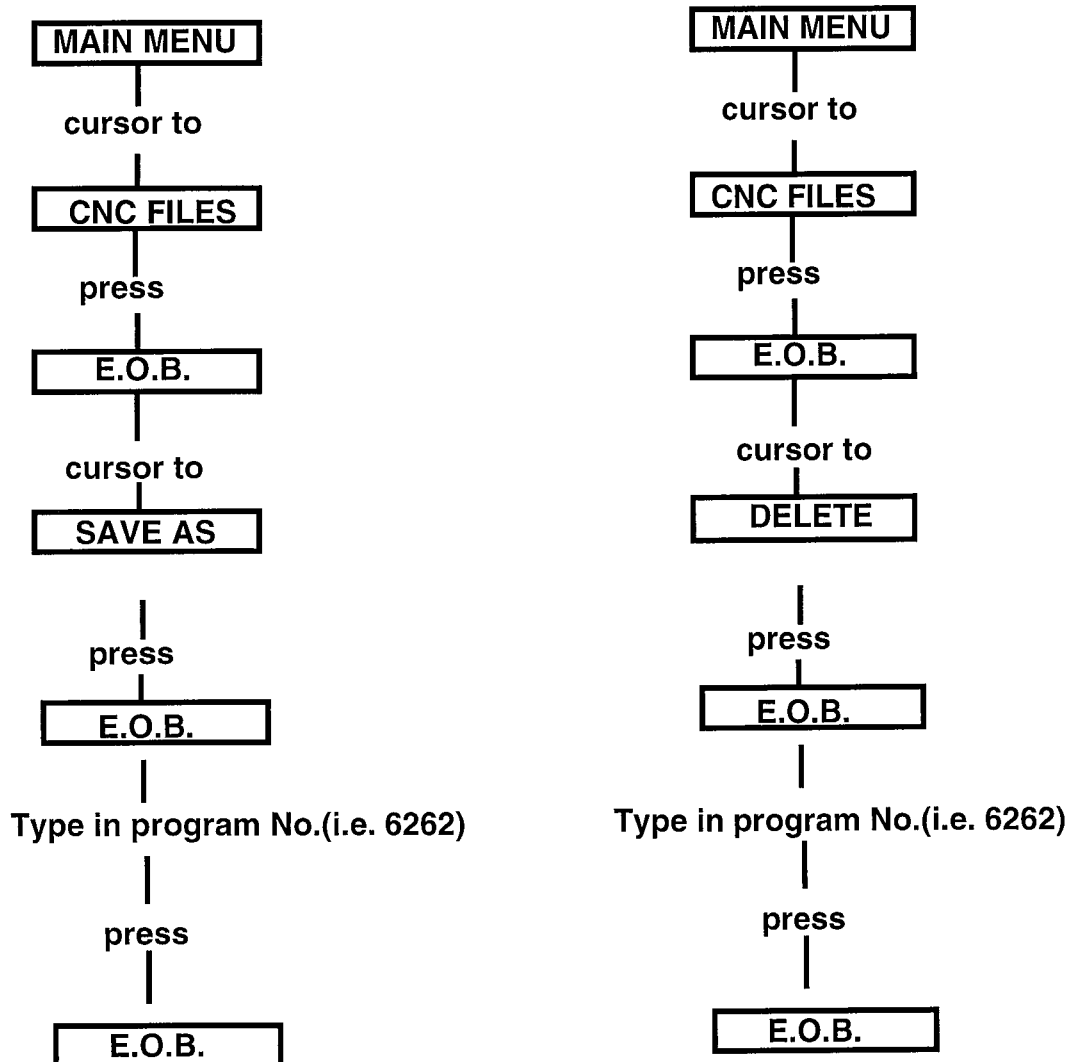 MAIN MENU
cursor to
CNC FILES
press
E.O.B.
cursor to
SAVE AS
press
E.O.B.
Type in program No.(i.e. 6262)
press
E.O.B.
MAIN MENU
cursor to
CNC FILES
press
E.O.B.
cursor to
DELETE
press
E.O.B.
Type in program No.(i.e. 6262)
press
E.O.B.